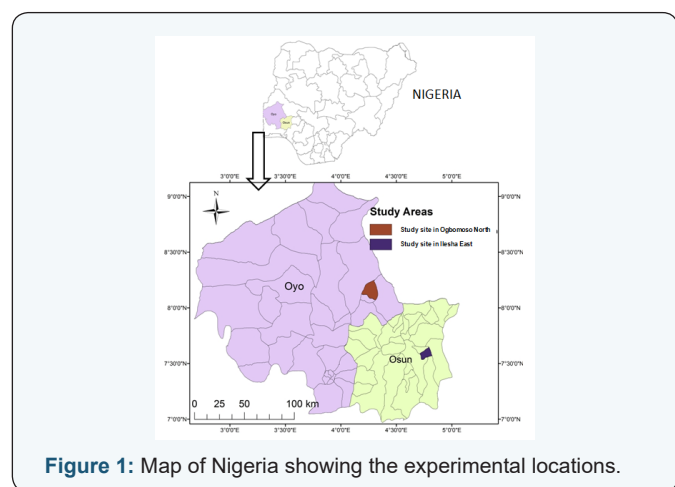 NIGERIA
3°0'0"E 3°30'0"E 4°0'0"E 4°30'0"E 5°0'0"E
9°0'0"N
N
Study Areas
Study site in Ogbomoso North
Study site in Ilesha East
8°30'0"N 8°30'0"N
Oyo
8°0'0"N 8°0'0"N
Osun
7°30'0"N 7°30'0"N
0 25 50 100 km
7°0'0"N 7°0'0"N
3°0'0"E 3°30'0"E 4°0'0"E 4°30'0"E 5°0'0"E
Figure 1: Map of Nigeria showing the experimental locations.